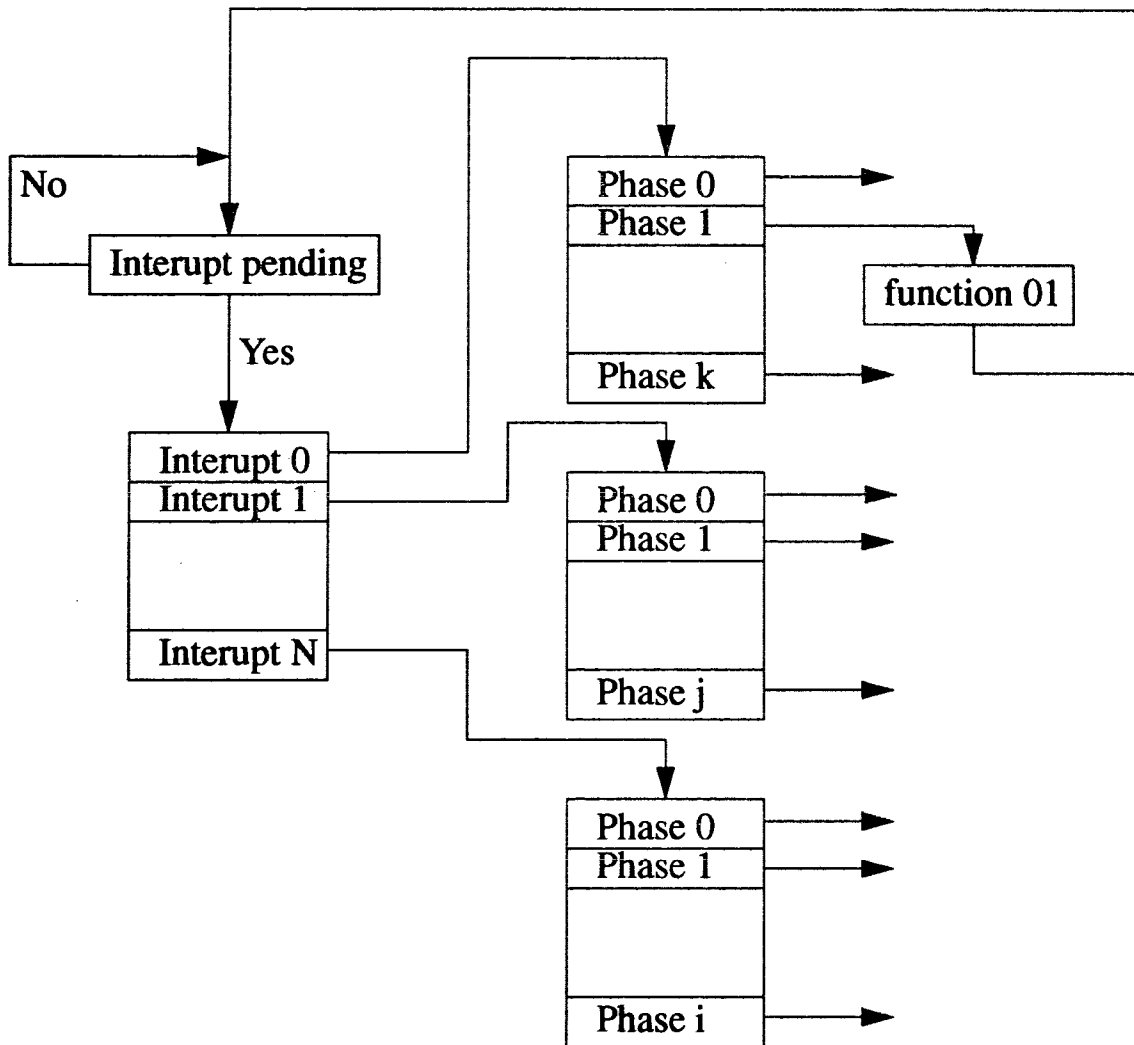 No
Interupt pending
Yes
Interupt 0
Interupt 1
Interupt N
Phase 0
Phase 1
Phase k
function 01
Phase 0
Phase 1
Phase j
Phase 0
Phase 1
Phase i